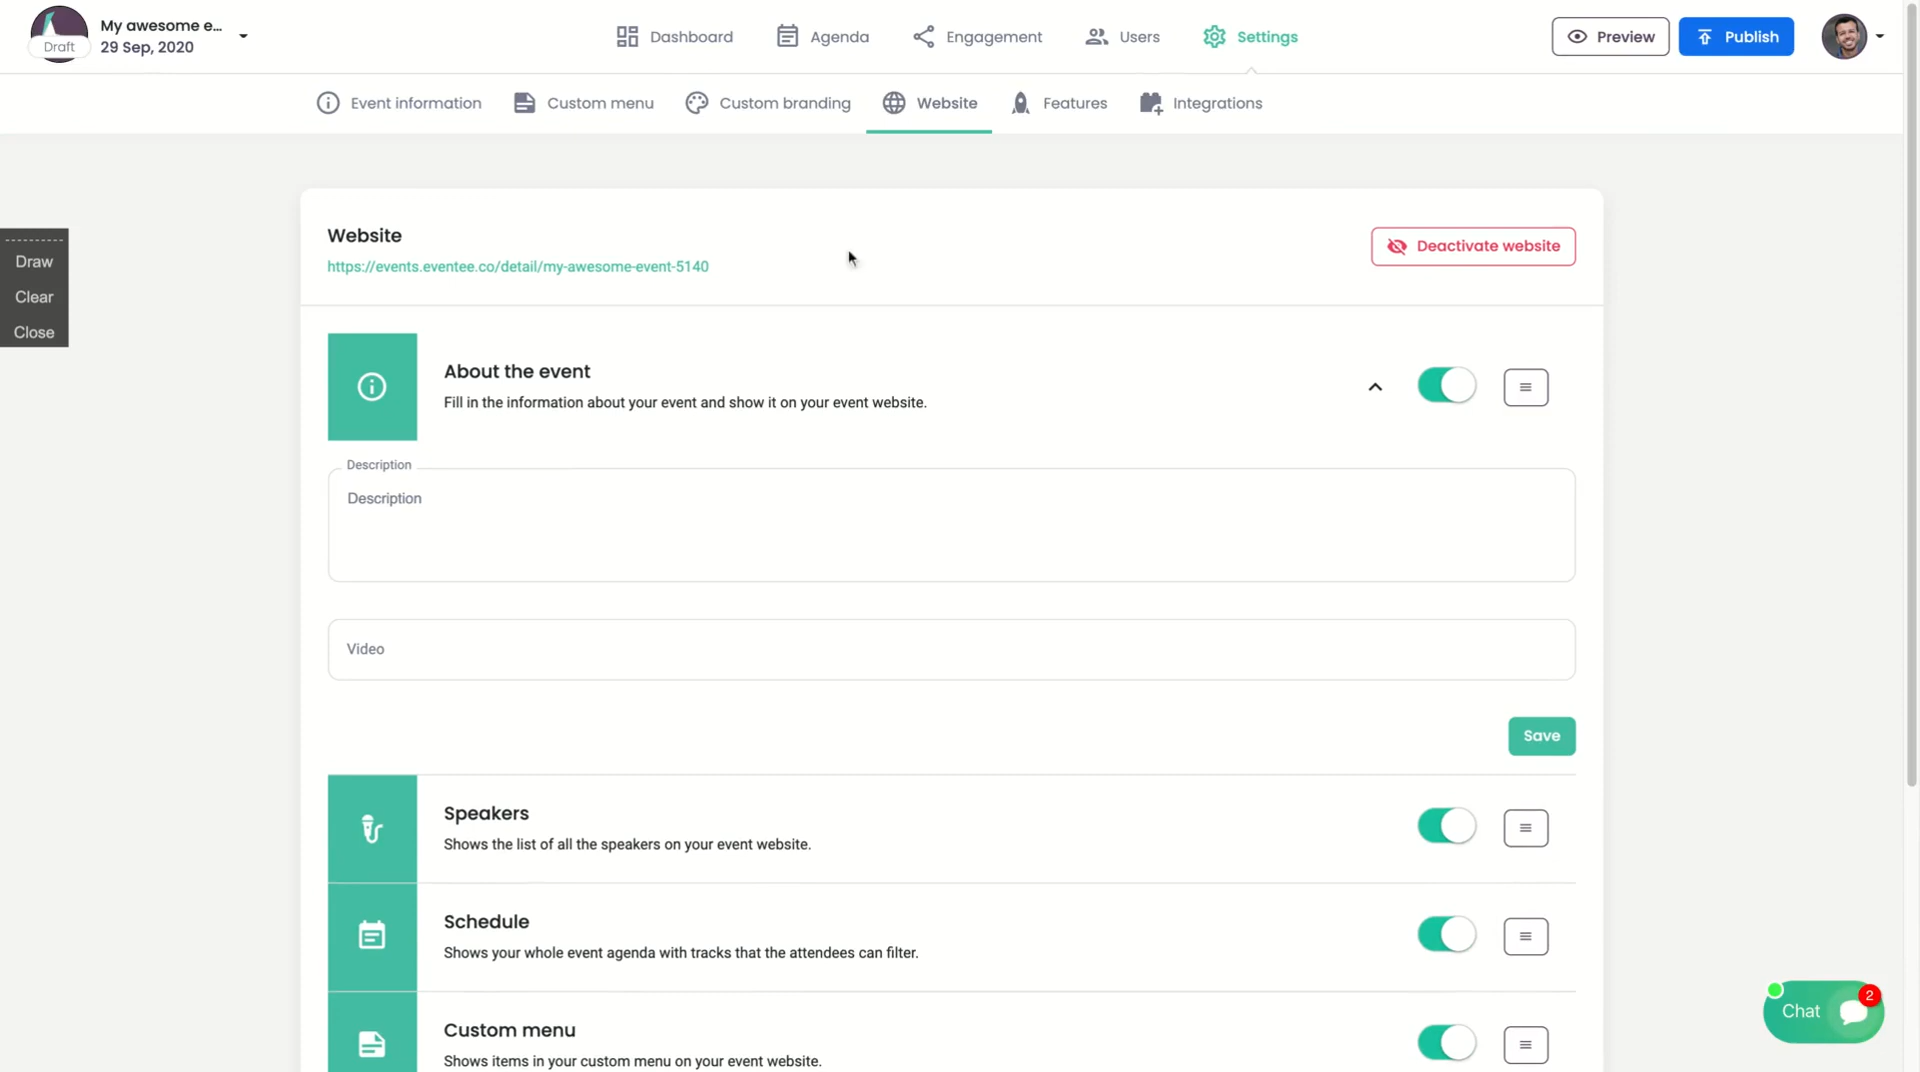 My awesome e...
Draft
29 Sep, 2020
Dashboard
Agenda
Engagement
Users
Settings
Preview
Publish
Event information
Custom menu
Custom branding
Website
Features
Integrations
Draw
Clear
Close
Website
https://events.eventee.co/detail/my-awesome-event-5140
Deactivate website
About the event
Fill in the information about your event and show it on your event website.
Description
Description
Video
Save
Speakers
Shows the list of all the speakers on your event website.
Schedule
Shows your whole event agenda with tracks that the attendees can filter.
Custom menu
Shows items in your custom menu on your event website.
Chat
2